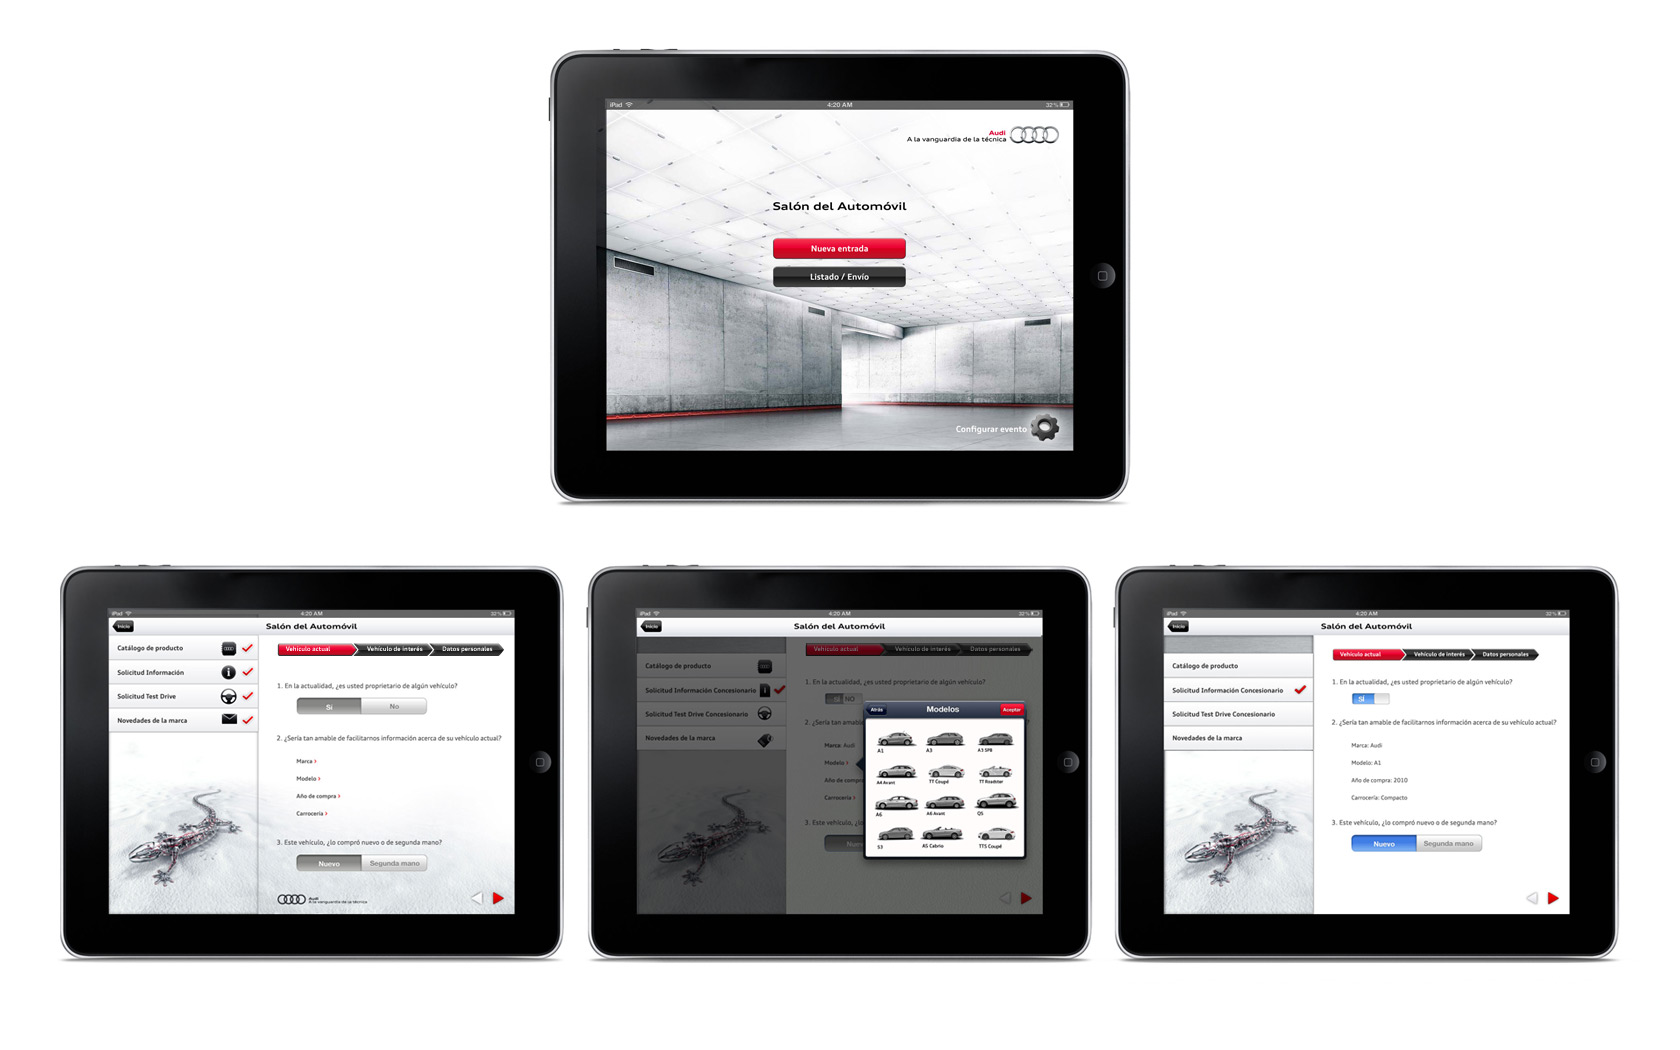 iPad
4:20 AM
32%
Audi
A la vanguardia de la técnica
Salón del Automóvil
Nueva entrada
Listado / Envío
Configurar evento
iPad
4:20 AM
32%
Inicio
Salón del Automóvil
Catálogo de producto
Solicitud Información
Solicitud Test Drive
Novedades de la marca
Vehículo actual
Vehículo de interés
Datos personales
1. En la actualidad, ¿es usted proprietario de algún vehículo?
Sí
No
2. ¿Sería tan amable de facilitarnos información acerca de su vehículo actual?
Marca ›
Modelo ›
Año de compra ›
Carrocería ›
3. Este vehículo, ¿lo compró nuevo o de segunda mano?
Nuevo
Segunda mano
Audi
A la vanguardia de la técnica
iPad
4:20 AM
32%
Inicio
Salón del Automóvil
Catálogo de producto
Solicitud Información Concesionario
Solicitud Test Drive Concesionario
Novedades de la marca
Vehículo actual
Vehículo de interés
Datos personales
1. En la actualidad, ¿es usted proprietario de algún vehículo?
SÍ
NO
2. ¿Sería tan amable
Marca: Audi
Modelo ›
Año de compra
Carrocería ›
3. Este vehículo, ¿lo
Atrás
Modelos
Aceptar
A1
A3
A3 SPB
A4 Avant
TT Coupé
TT Roadster
A6
A6 Avant
Q5
S3
A5 Cabrio
TTS Coupé
iPad
4:20 AM
32%
Inicio
Salón del Automóvil
Catálogo de producto
Solicitud Información Concesionario
Solicitud Test Drive Concesionario
Novedades de la marca
Vehículo actual
Vehículo de interés
Datos personales
1. En la actualidad, ¿es usted proprietario de algún vehículo?
SÍ
2. ¿Sería tan amable de facilitarnos información acerca de su vehículo actual?
Marca: Audi
Modelo: A1
Año de compra: 2010
Carrocería: Compacto
3. Este vehículo, ¿lo compró nuevo o de segunda mano?
Nuevo
Segunda mano